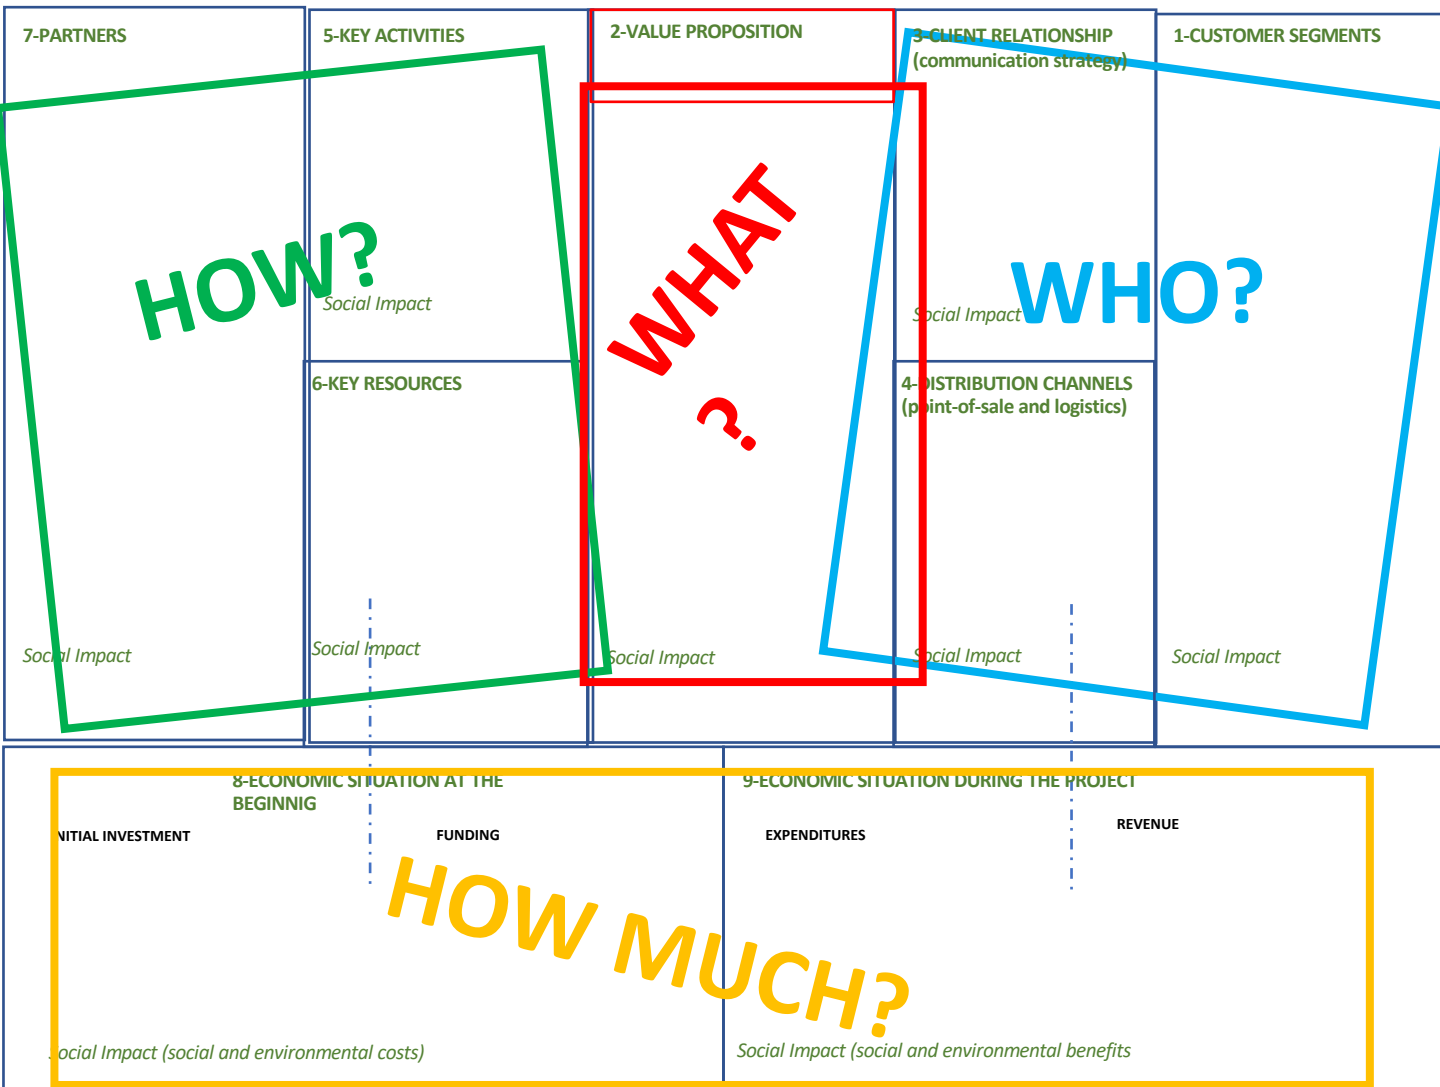 7-PARTNERS
5-KEY ACTIVITIES
2-VALUE PROPOSITION
3-CLIENT RELATIONSHIP
(communication strategy)
1-CUSTOMER SEGMENTS
HOW?
Social Impact
WHAT
?
WHO?
Social Impact
6-KEY RESOURCES
4-DISTRIBUTION CHANNELS
(point-of-sale and logistics)
Social Impact
Social Impact
Social Impact
Social Impact
Social Impact
8-ECONOMIC SITUATION AT THE
BEGINNIG
9-ECONOMIC SITUATION DURING THE PROJECT
INITIAL INVESTMENT
FUNDING
EXPENDITURES
REVENUE
HOW MUCH?
Social Impact (social and environmental costs)
Social Impact (social and environmental benefits